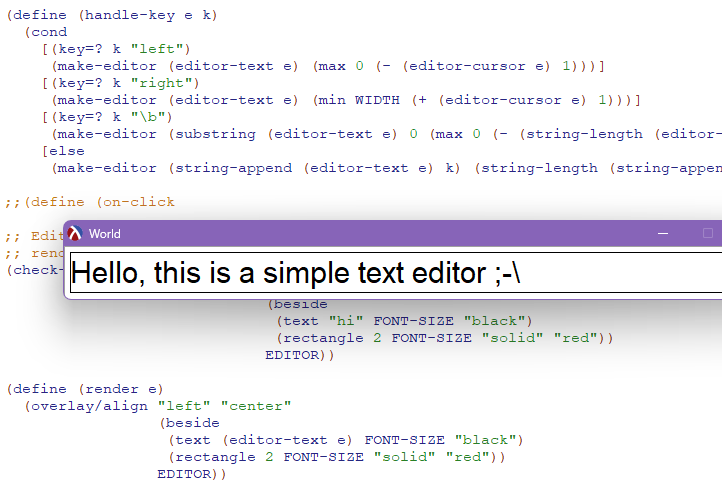 (define (handle-key e k)
(cond
[(key=? k "left")
(make-editor (editor-text e) (max 0 (- (editor-cursor e) 1)))]
[(key=? k "right")
(make-editor (editor-text e) (min WIDTH (+ (editor-cursor e) 1)))]
[(key=? k "\b")
(make-editor (substring (editor-text e) 0 (max 0 (- (string-length (editor-
[else
(make-editor (string-append (editor-text e) k) (string-length (string-appen
;;(define (on-click
;; Edit
World
;; rend
(check-
Hello, this is a simple text editor ;-\
(beside
(text "hi" FONT-SIZE "black")
(rectangle 2 FONT-SIZE "solid" "red"))
EDITOR))
(define (render e)
(overlay/align "left" "center"
(beside
(text (editor-text e) FONT-SIZE "black")
(rectangle 2 FONT-SIZE "solid" "red"))
EDITOR))